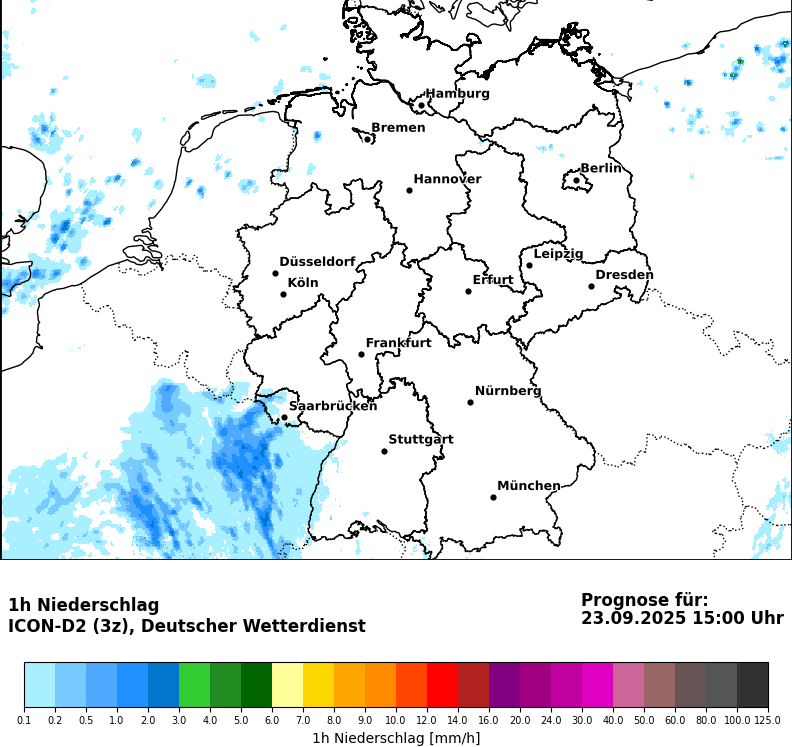 Hamburg
Bremen
Berlin
Hannover
Leipzig
Düsseldorf
Dresden
Köln
Erfurt
Frankfurt
Nürnberg
Saarbrücken
Stuttgart
München
1h Niederschlag
ICON-D2 (3z), Deutscher Wetterdienst
Prognose für:
23.09.2025 15:00 Uhr
0.1 0.2 0.5 1.0 2.0 3.0 4.0 5.0 6.0 7.0 8.0 9.0 10.0 12.0 14.0 16.0 20.0 24.0 30.0 40.0 50.0 60.0 80.0 100.0 125.0
1h Niederschlag [mm/h]